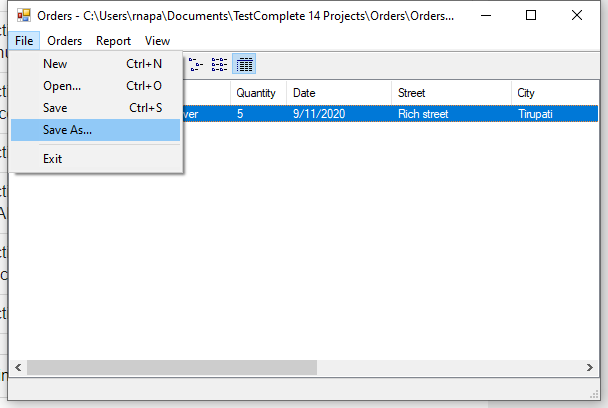 Orders - C:\Users\rnapa\Documents\TestComplete 14 Projects\Orders\Orders...
File Orders Report View
New Ctrl+N
Open... Ctrl+O
Save Ctrl+S
Save As...
Exit
Quantity Date Street City
ver 5 9/11/2020 Rich street Tirupati